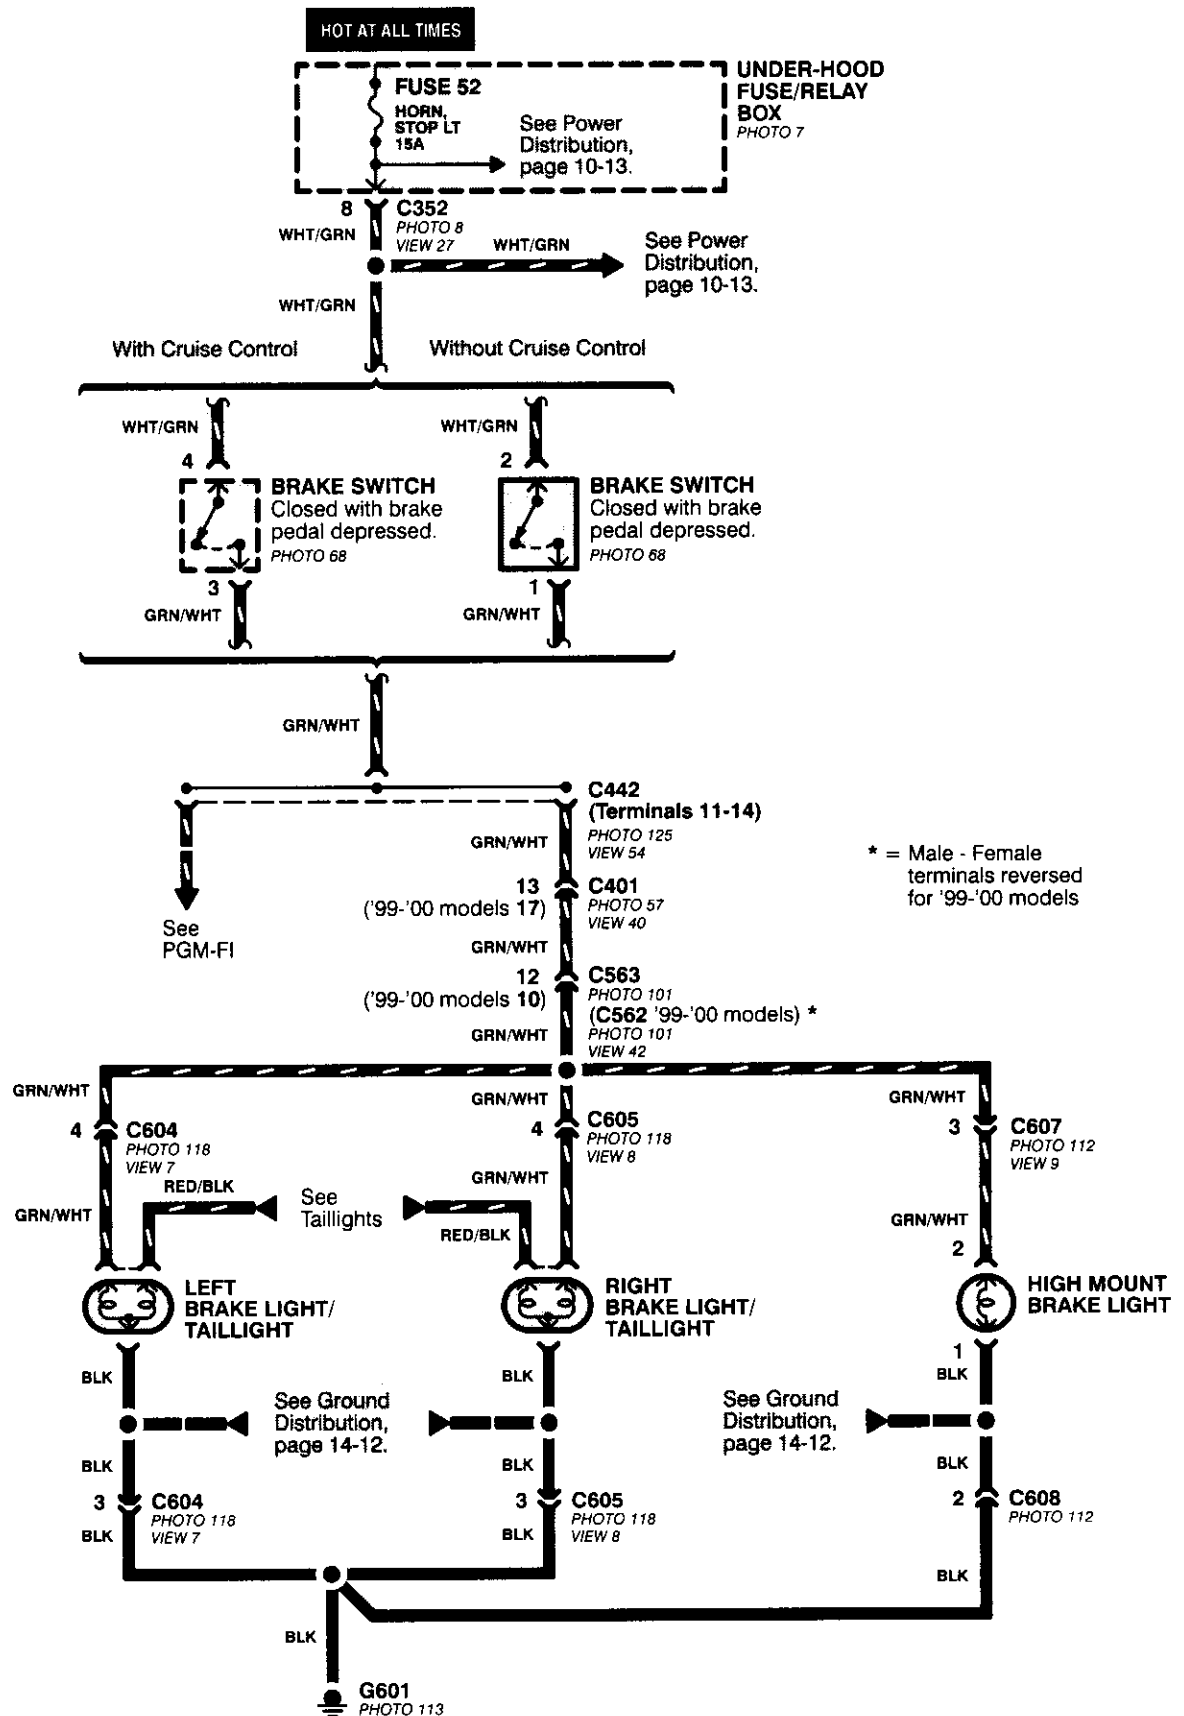 HOT AT ALL TIMES
FUSE 52
HORN,
STOP LT
15A
See Power
Distribution,
page 10-13.
UNDER-HOOD
FUSE/RELAY
BOX
PHOTO 7
8
C352
PHOTO 8
VIEW 27
WHT/GRN
WHT/GRN
See Power
Distribution,
page 10-13.
WHT/GRN
With Cruise Control
Without Cruise Control
WHT/GRN
4
BRAKE SWITCH
Closed with brake
pedal depressed.
PHOTO 68
3
GRN/WHT
WHT/GRN
2
BRAKE SWITCH
Closed with brake
pedal depressed.
PHOTO 68
1
GRN/WHT
GRN/WHT
C442
(Terminals 11-14)
PHOTO 125
VIEW 54
GRN/WHT
See
PGM-FI
13
('99-'00 models 17)
C401
PHOTO 57
VIEW 40
* = Male - Female
terminals reversed
for '99-'00 models
GRN/WHT
12
('99-'00 models 10)
C563
PHOTO 101
(C562 '99-'00 models) *
PHOTO 101
VIEW 42
GRN/WHT
GRN/WHT
4
C604
PHOTO 118
VIEW 7
GRN/WHT
4
C605
PHOTO 118
VIEW 8
GRN/WHT
3
C607
PHOTO 112
VIEW 9
GRN/WHT
RED/BLK
See
Taillights
RED/BLK
GRN/WHT
GRN/WHT
2
LEFT
BRAKE LIGHT/
TAILLIGHT
RIGHT
BRAKE LIGHT/
TAILLIGHT
HIGH MOUNT
BRAKE LIGHT
1
BLK
BLK
BLK
See Ground
Distribution,
page 14-12.
See Ground
Distribution,
page 14-12.
BLK
BLK
BLK
3
C604
PHOTO 118
VIEW 7
3
C605
PHOTO 118
VIEW 8
2
C608
PHOTO 112
BLK
BLK
BLK
BLK
G601
PHOTO 113